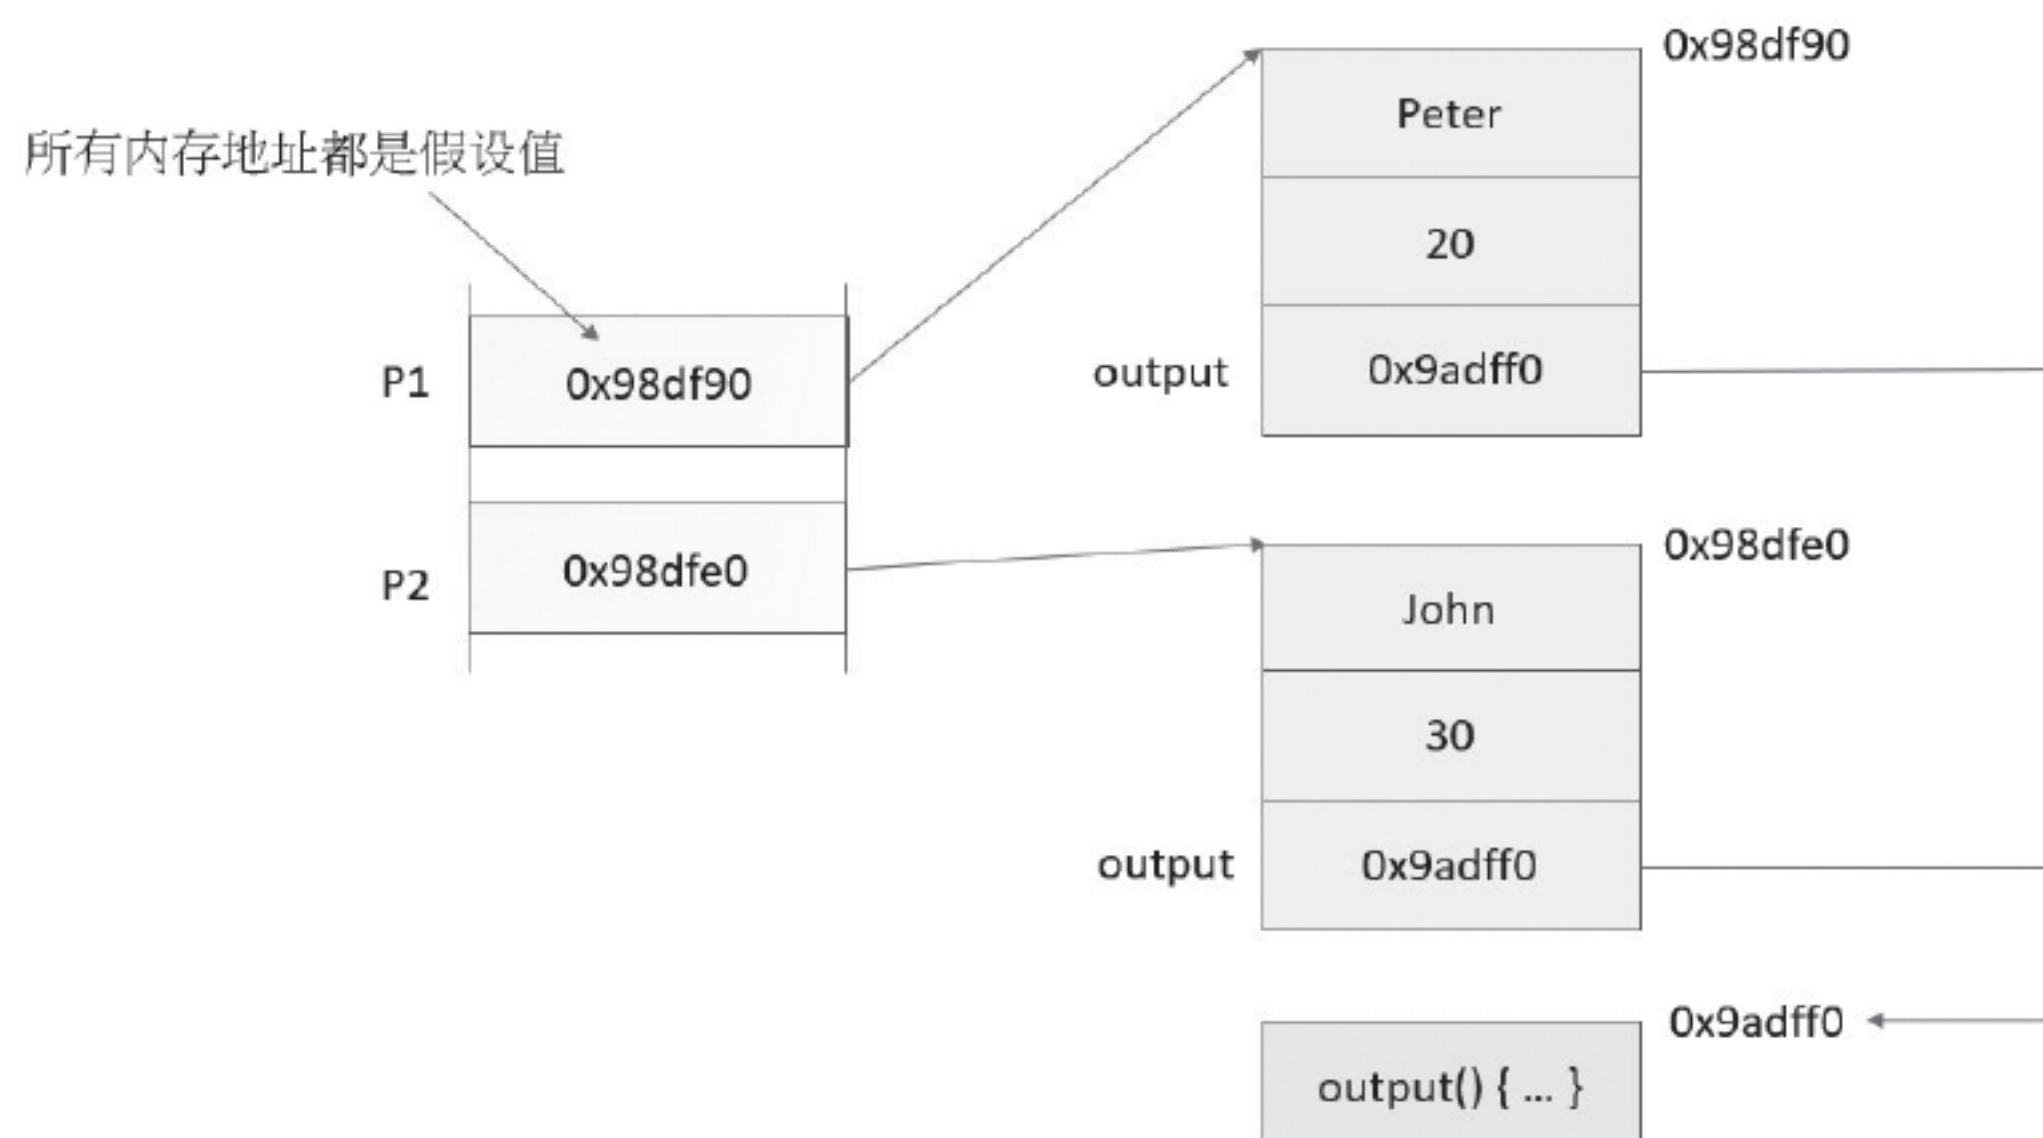 所有内存地址都是假设值
P1
0x98df90
P2
0x98dfe0
0x98df90
Peter
20
output
0x9adff0
0x98dfe0
John
30
output
0x9adff0
0x9adff0
output() { ... }